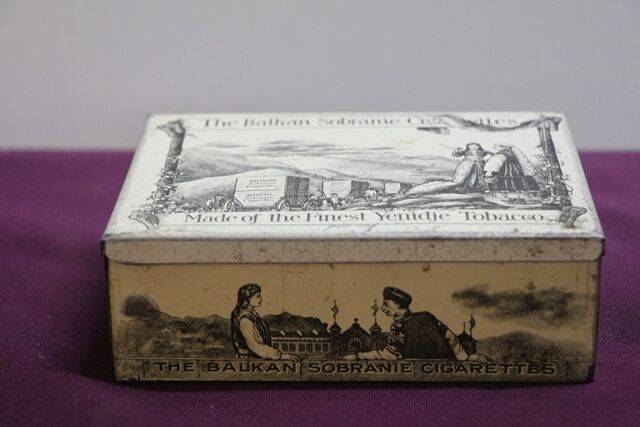 The Balkan Sobranie Cigarettes
Made of the Finest Yenidje Tobacco.
THE BALKAN SOBRANIE CIGARETTES